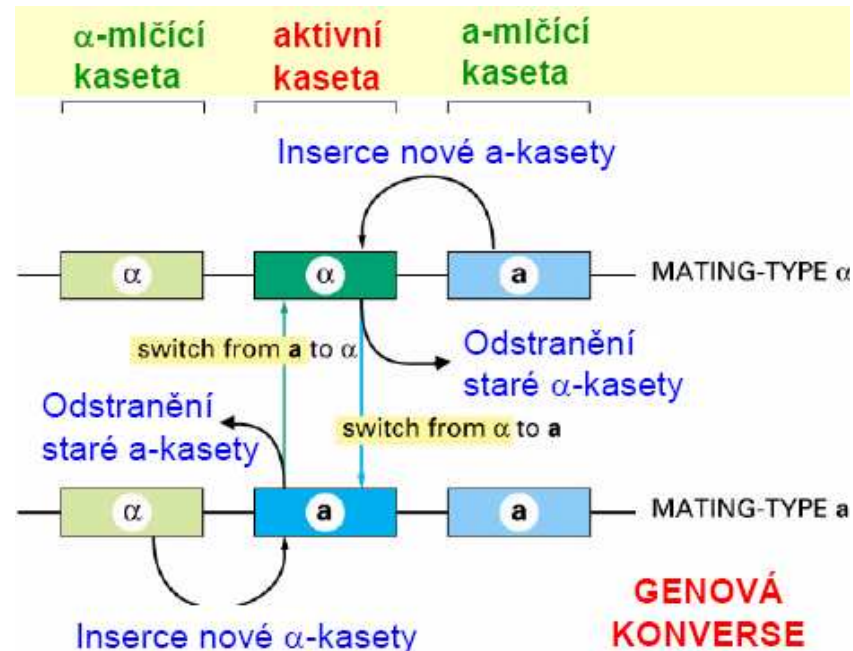 α-mlčící
kaseta
aktivní
kaseta
a-mlčící
kaseta
Inserce nové a-kasety
α
α
a
MATING-TYPE α
switch from a to α
Odstranění
staré α-kasety
Odstranění
staré a-kasety
switch from α to a
α
a
a
MATING-TYPE a
Inserce nové α-kasety
GENOVÁ
KONVERSE